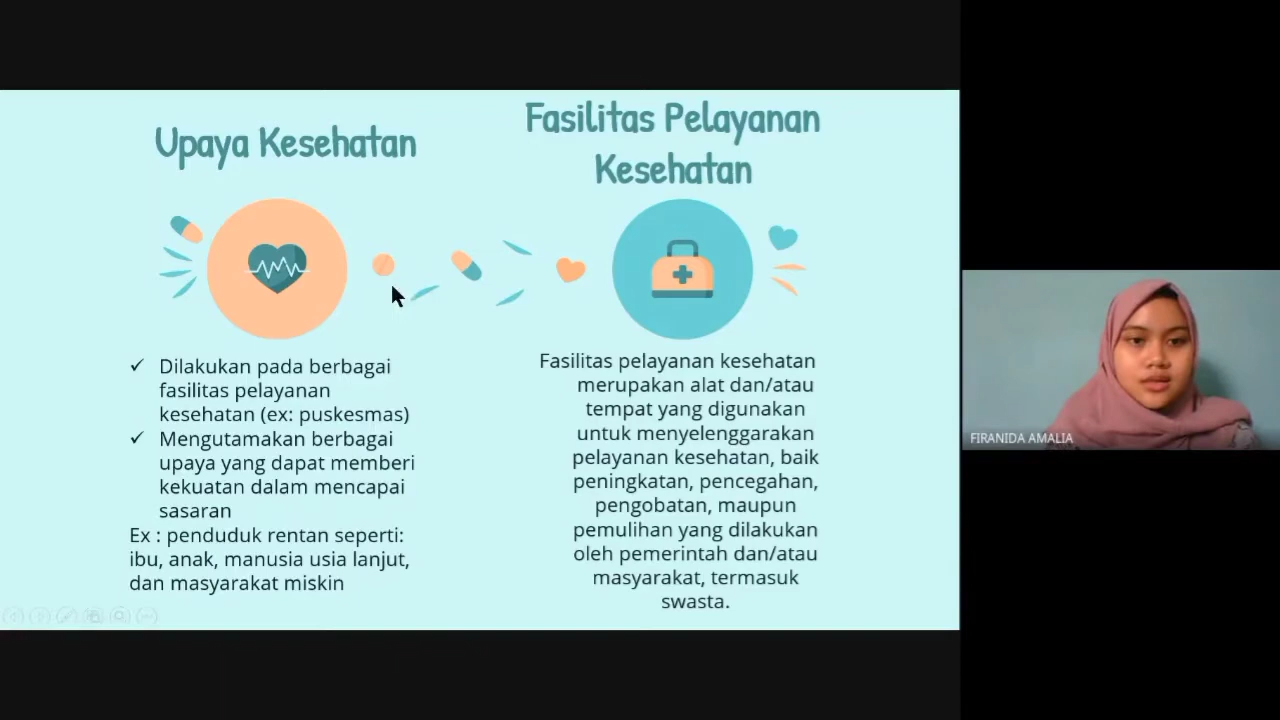 Upaya Kesehatan
✓ Dilakukan pada berbagai
fasilitas pelayanan
kesehatan (ex: puskesmas)
✓ Mengutamakan berbagai
upaya yang dapat memberi
kekuatan dalam mencapai
sasaran
Ex : penduduk rentan seperti:
ibu, anak, manusia usia lanjut,
dan masyarakat miskin
Fasilitas Pelayanan
Kesehatan
Fasilitas pelayanan kesehatan
merupakan alat dan/atau
tempat yang digunakan
untuk menyelenggarakan
pelayanan kesehatan, baik
peningkatan, pencegahan,
pengobatan, maupun
pemulihan yang dilakukan
oleh pemerintah dan/atau
masyarakat, termasuk
swasta.
FIRANIDA AMALIA